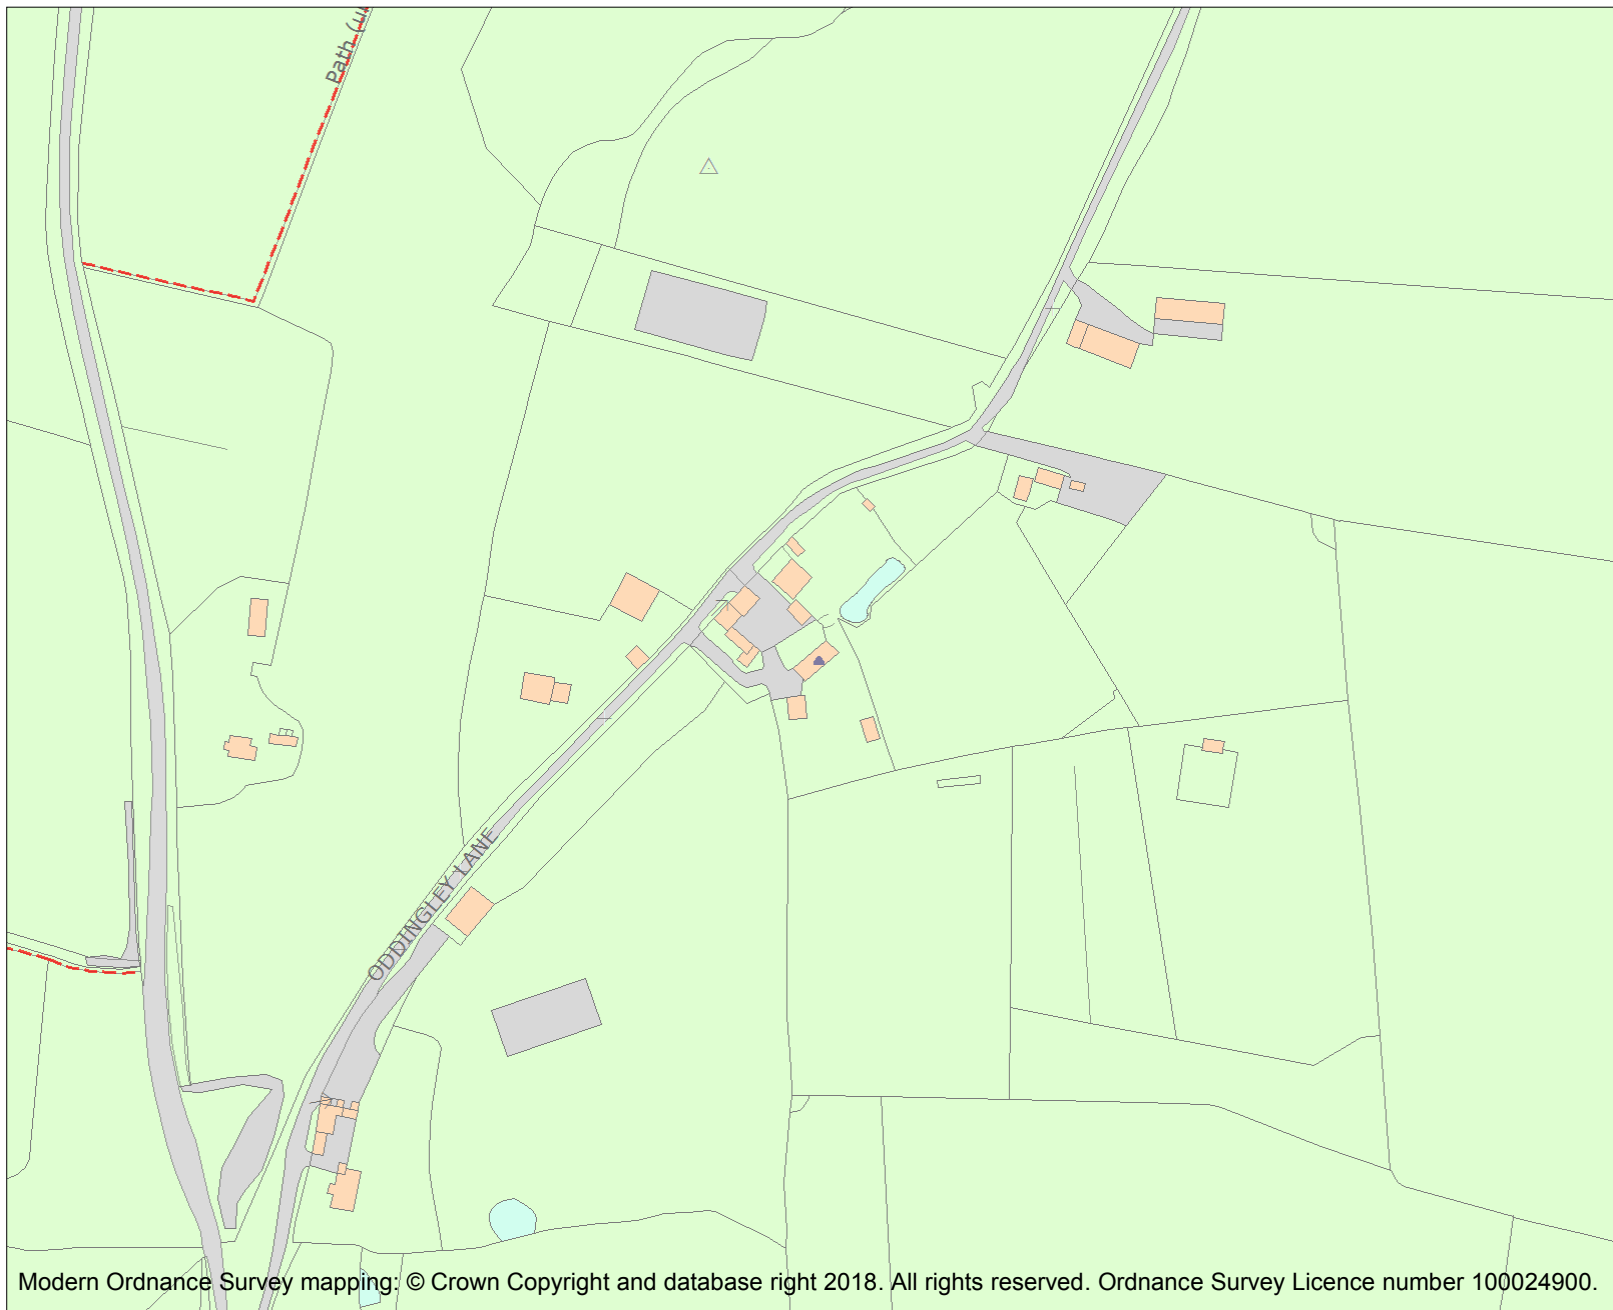 Path (u
ODDINGLEY LANE
Modern Ordnance Survey mapping: © Crown Copyright and database right 2018. All rights reserved. Ordnance Survey Licence number 100024900.